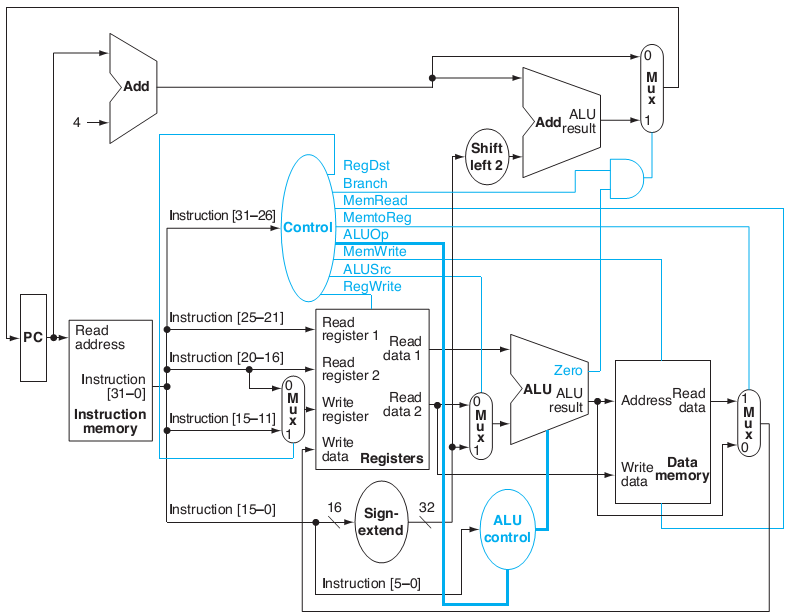 Add
4
Add
ALU
result
0
Mux
1
Shift
left 2
RegDst
Branch
MemRead
MemtoReg
ALUOp
MemWrite
ALUSrc
RegWrite
Control
Instruction [31–26]
Instruction [25–21]
Instruction [20–16]
Instruction [15–11]
Instruction [15–0]
Instruction [5–0]
PC
Read
address
Instruction
[31–0]
Instruction
memory
0
Mux
1
Read
register 1
Read
register 2
Write
register
Write
data
Read
data 1
Read
data 2
Registers
0
Mux
1
Zero
ALU
ALU
result
Address
Read
data
Write
data
Data
memory
1
Mux
0
16
Sign-
extend
32
ALU
control